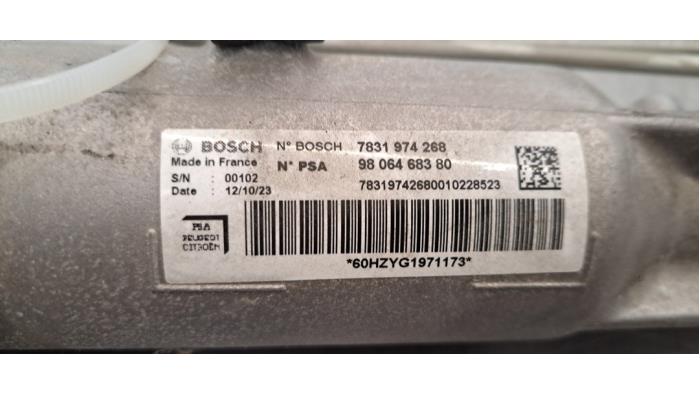 BOSCH N° BOSCH 7831 974 268
Made in France N° PSA 98 064 683 80
S/N : 00102
Date : 12/10/23 78319742680010228523
PSA
PEUGEOT
CITROËN
*60HZYG1971173*